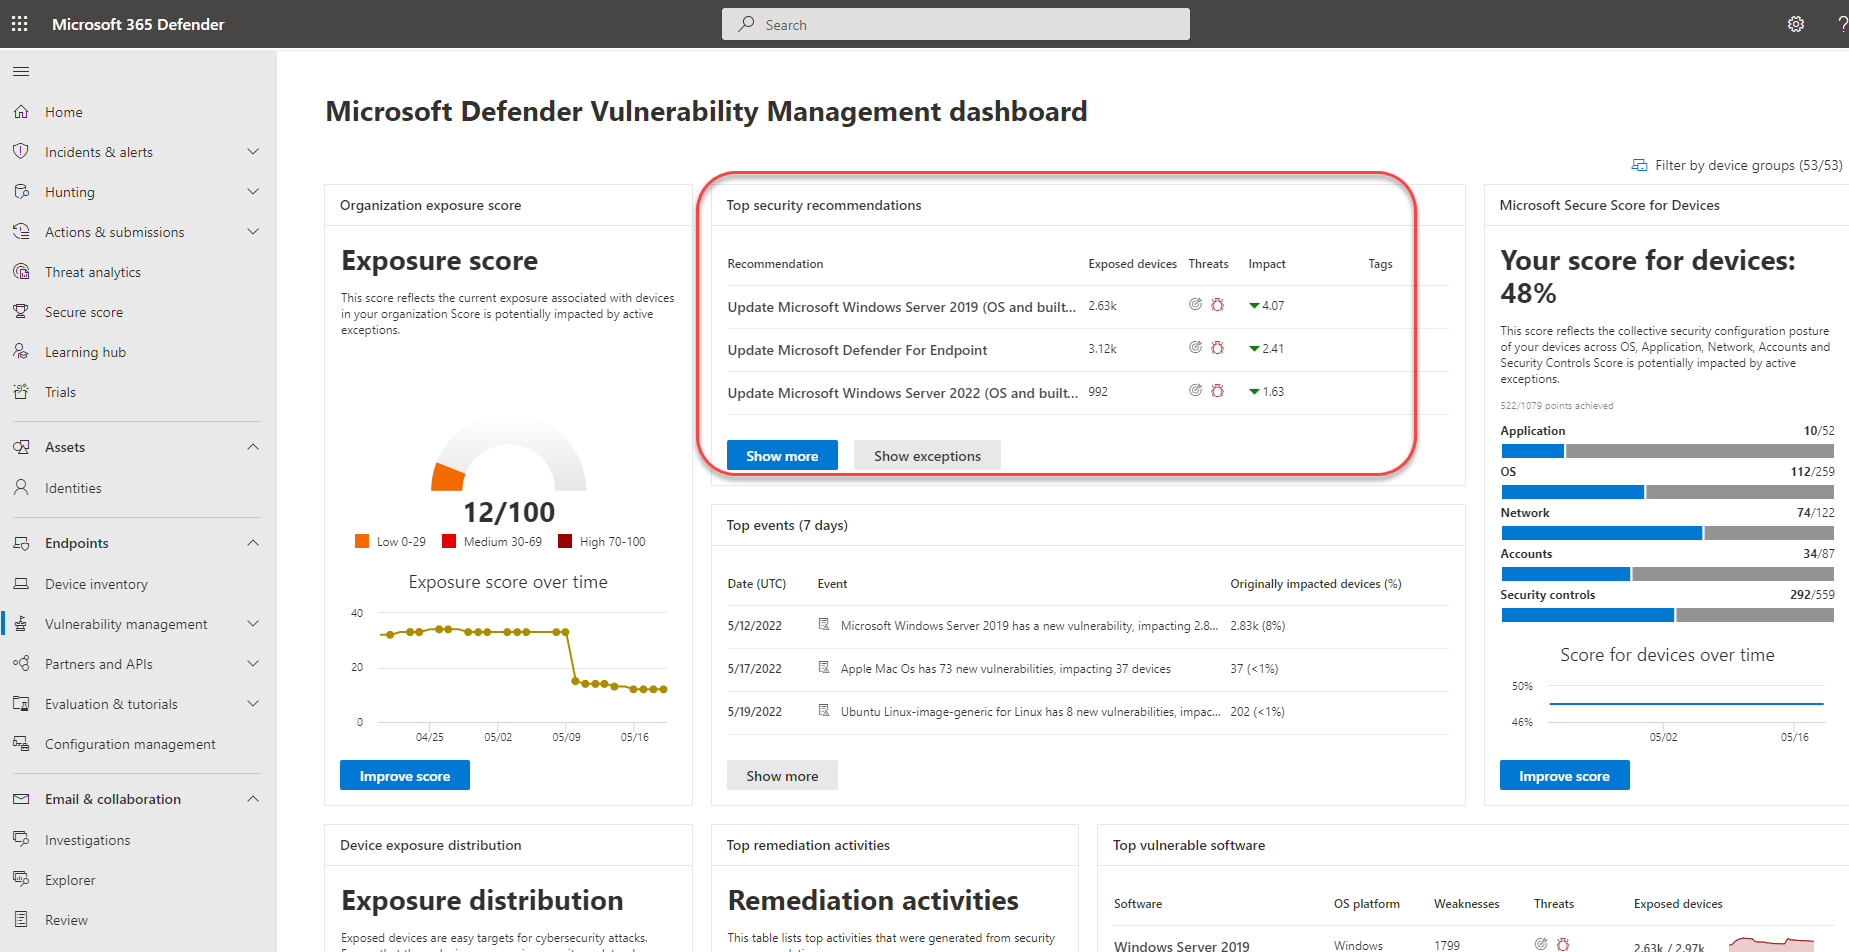 Microsoft 365 Defender
Search
?
Home
Incidents & alerts
Hunting
Actions & submissions
Threat analytics
Secure score
Learning hub
Trials
Assets
Identities
Endpoints
Device inventory
Vulnerability management
Partners and APIs
Evaluation & tutorials
Configuration management
Email & collaboration
Investigations
Explorer
Review
Microsoft Defender Vulnerability Management dashboard
Filter by device groups (53/53)
Organization exposure score
Exposure score
This score reflects the current exposure associated with devices
in your organization Score is potentially impacted by active
exceptions.
12/100
Low 0-29 Medium 30-69 High 70-100
Exposure score over time
40
20
0
04/25 05/02 05/09 05/16
Improve score
Top security recommendations
Recommendation Exposed devices Threats Impact Tags
Update Microsoft Windows Server 2019 (OS and built... 2.63k 4.07
Update Microsoft Defender For Endpoint 3.12k 2.41
Update Microsoft Windows Server 2022 (OS and built... 992 1.63
Show more Show exceptions
Top events (7 days)
Date (UTC) Event Originally impacted devices (%)
5/12/2022 Microsoft Windows Server 2019 has a new vulnerability, impacting 2.8... 2.83k (8%)
5/17/2022 Apple Mac Os has 73 new vulnerabilities, impacting 37 devices 37 (<1%)
5/19/2022 Ubuntu Linux-image-generic for Linux has 8 new vulnerabilities, impac... 202 (<1%)
Show more
Microsoft Secure Score for Devices
Your score for devices:
48%
This score reflects the collective security configuration posture
of your devices across OS, Application, Network, Accounts and
Security Controls Score is potentially impacted by active
exceptions.
522/1079 points achieved
Application 10/52
OS 112/259
Network 74/122
Accounts 34/87
Security controls 292/559
Score for devices over time
50%
46%
05/02 05/16
Improve score
Device exposure distribution
Exposure distribution
Exposed devices are easy targets for cybersecurity attacks.
Top remediation activities
Remediation activities
This table lists top activities that were generated from security
Top vulnerable software
Software OS platform Weaknesses Threats Exposed devices
Windows Server 2019 Windows 1799 2.63k / 2.97k